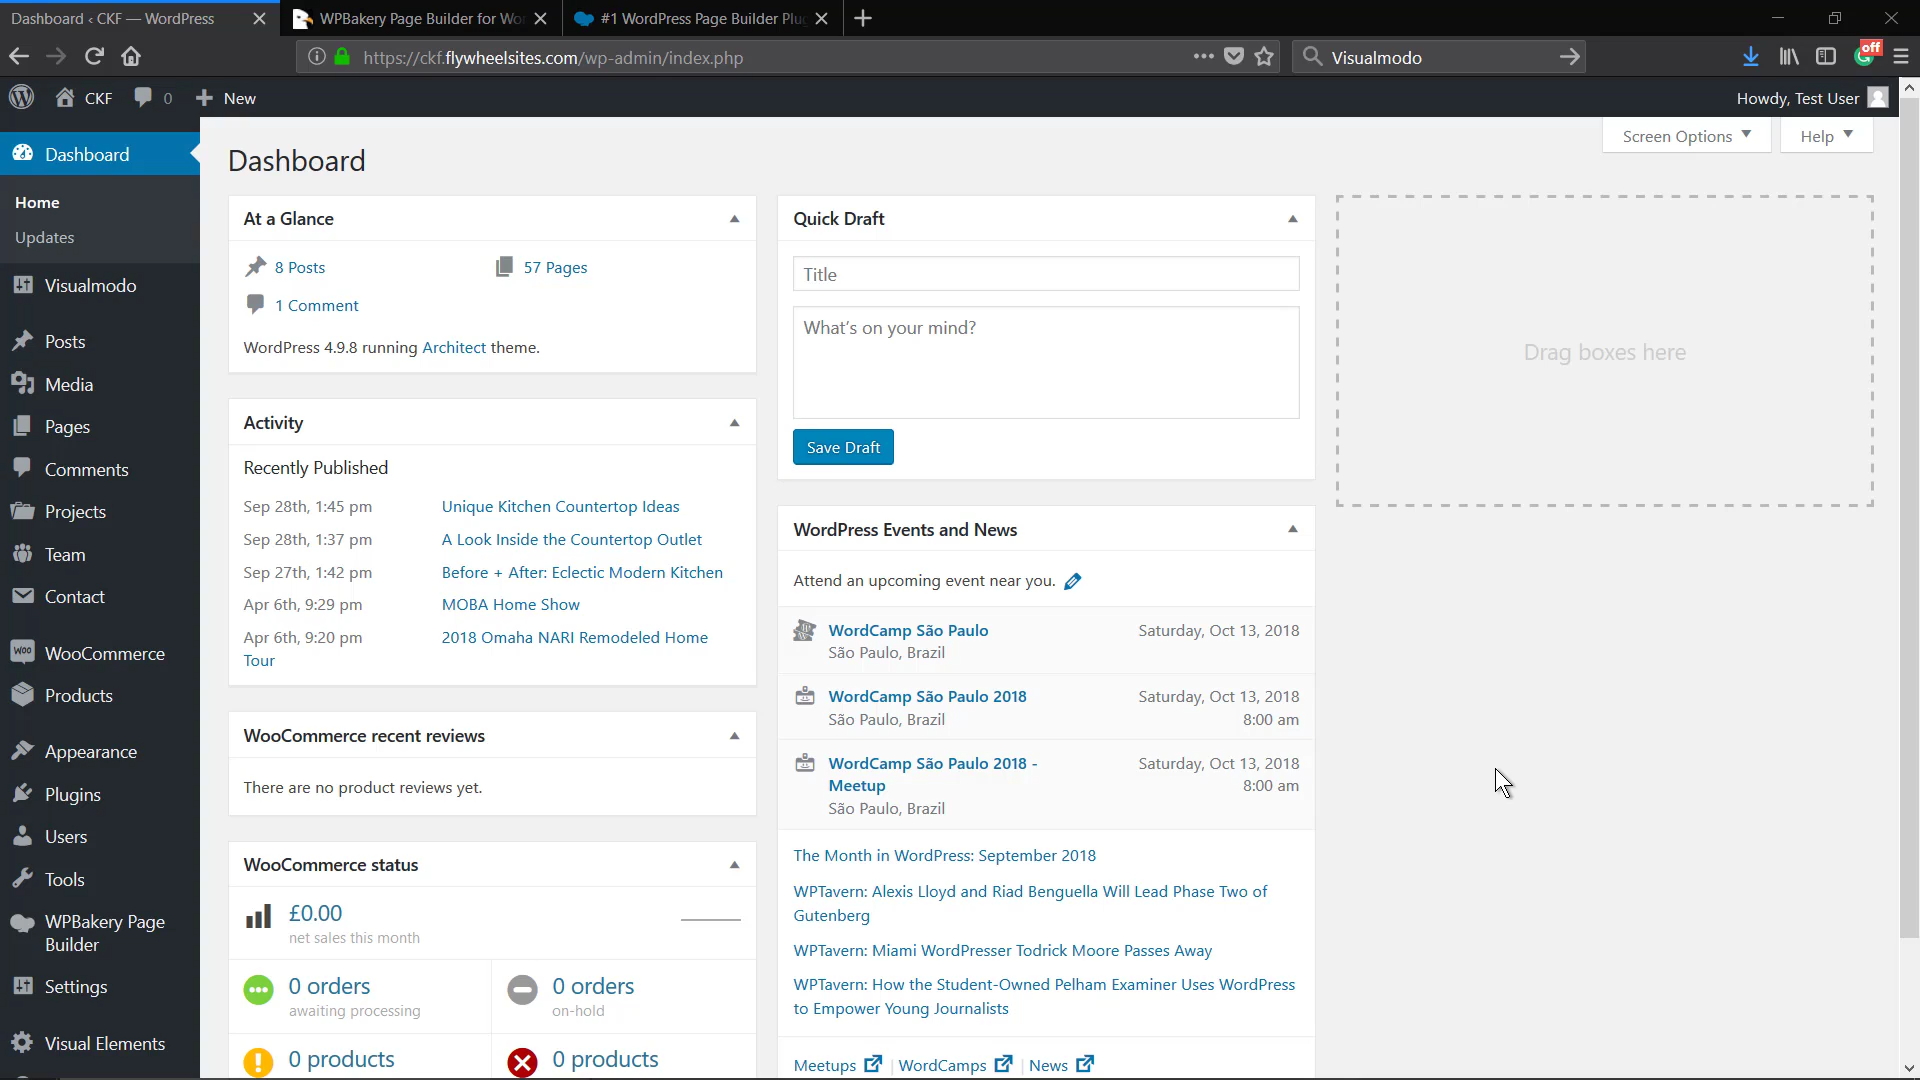 Dashboard ‹ CKF — WordPress
WPBakery Page Builder for Wo
#1 WordPress Page Builder Plu
https://ckf.flywheelsites.com/wp-admin/index.php
Visualmodo
off
CKF
0
New
Howdy, Test User
Dashboard
Home
Updates
Visualmodo
Posts
Media
Pages
Comments
Projects
Team
Contact
WooCommerce
Products
Appearance
Plugins
Users
Tools
WPBakery Page
Builder
Settings
Visual Elements
Screen Options
Help
Dashboard
At a Glance
8 Posts
57 Pages
1 Comment
WordPress 4.9.8 running Architect theme.
Activity
Recently Published
Sep 28th, 1:45 pm Unique Kitchen Countertop Ideas
Sep 28th, 1:37 pm A Look Inside the Countertop Outlet
Sep 27th, 1:42 pm Before + After: Eclectic Modern Kitchen
Apr 6th, 9:29 pm MOBA Home Show
Apr 6th, 9:20 pm 2018 Omaha NARI Remodeled Home
Tour
WooCommerce recent reviews
There are no product reviews yet.
WooCommerce status
£0.00
net sales this month
0 orders
awaiting processing
0 orders
on-hold
0 products
0 products
Quick Draft
Title
What's on your mind?
Save Draft
WordPress Events and News
Attend an upcoming event near you.
WordCamp São Paulo Saturday, Oct 13, 2018
São Paulo, Brazil
WordCamp São Paulo 2018 Saturday, Oct 13, 2018
São Paulo, Brazil 8:00 am
WordCamp São Paulo 2018 - Saturday, Oct 13, 2018
Meetup 8:00 am
São Paulo, Brazil
The Month in WordPress: September 2018
WPTavern: Alexis Lloyd and Riad Benguella Will Lead Phase Two of
Gutenberg
WPTavern: Miami WordPresser Todrick Moore Passes Away
WPTavern: How the Student-Owned Pelham Examiner Uses WordPress
to Empower Young Journalists
Meetups | WordCamps | News
Drag boxes here